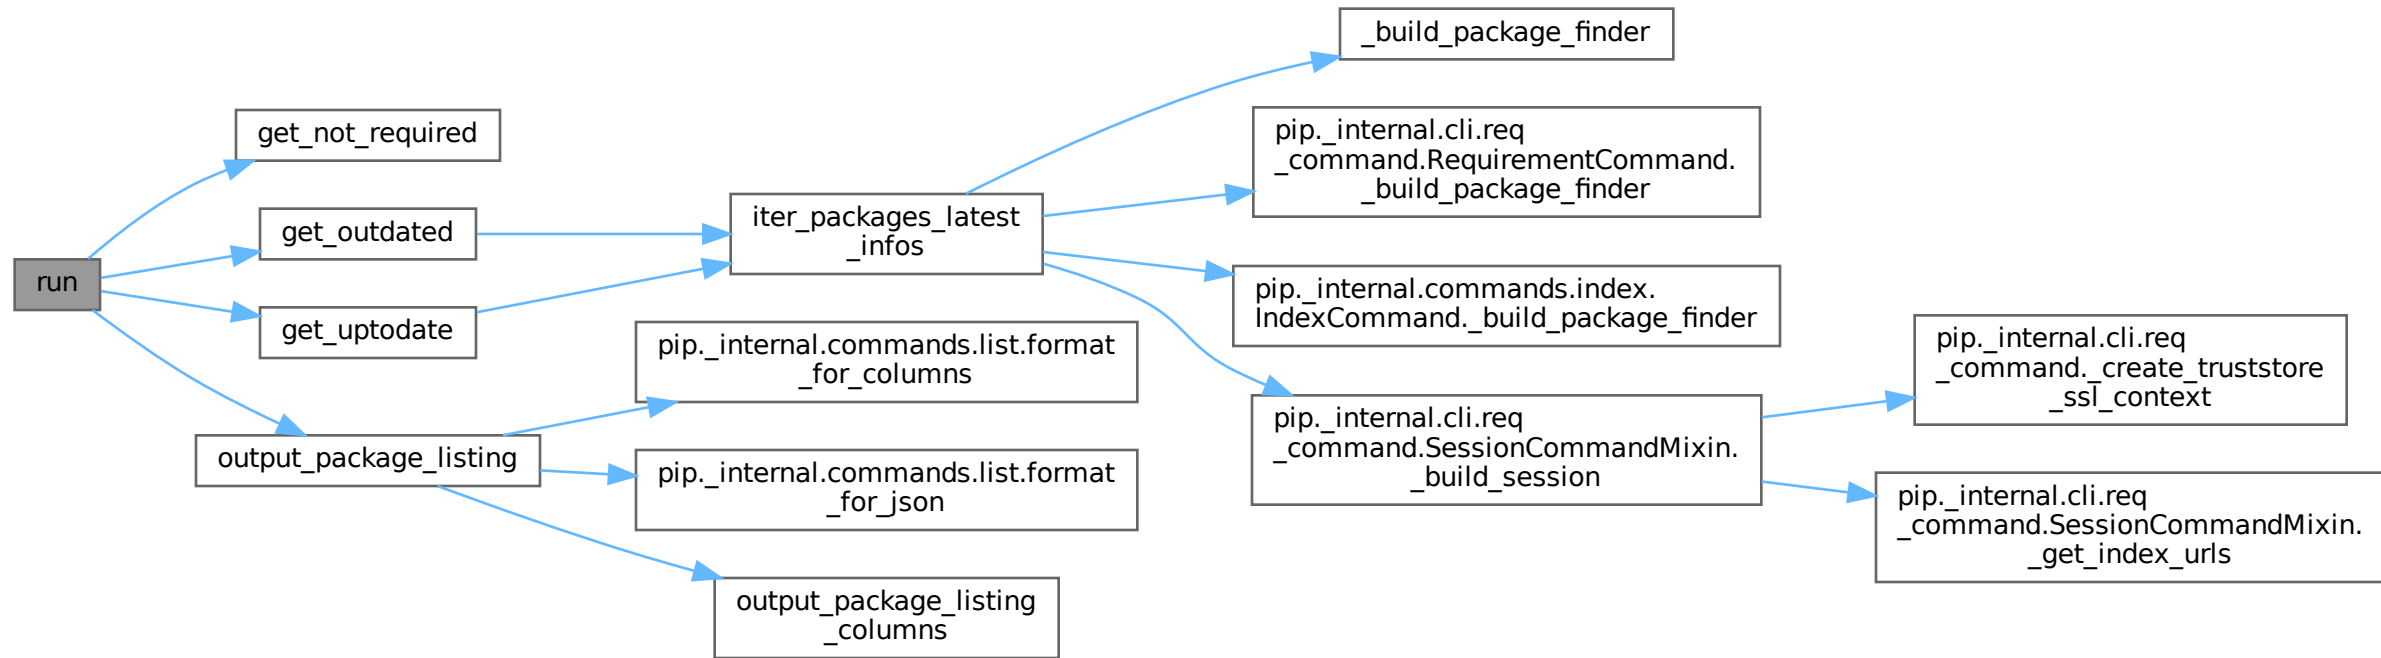 run
get_not_required
get_outdated
get_uptodate
output_package_listing
iter_packages_latest
_infos
pip._internal.commands.list.format
_for_columns
pip._internal.commands.list.format
_for_json
output_package_listing
_columns
_build_package_finder
pip._internal.cli.req
_command.RequirementCommand.
_build_package_finder
pip._internal.commands.index.
IndexCommand._build_package_finder
pip._internal.cli.req
_command.SessionCommandMixin.
_build_session
pip._internal.cli.req
_command._create_truststore
_ssl_context
pip._internal.cli.req
_command.SessionCommandMixin.
_get_index_urls